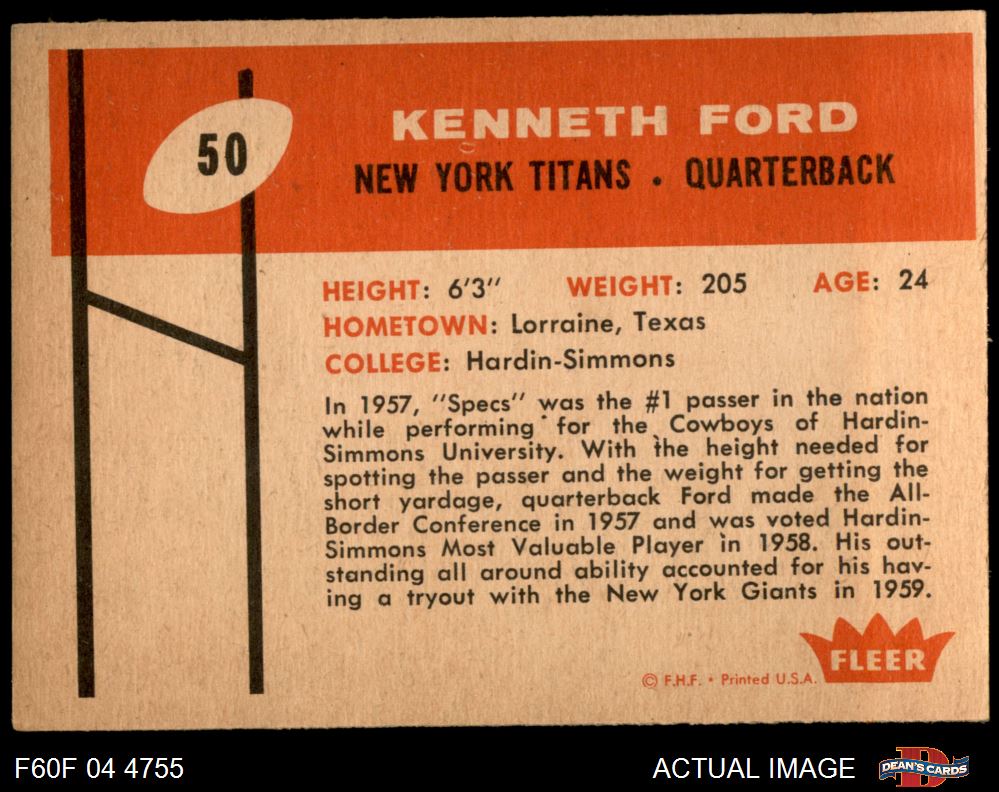 50
KENNETH FORD
NEW YORK TITANS . QUARTERBACK
HEIGHT: 6'3" WEIGHT: 205 AGE: 24
HOMETOWN: Lorraine, Texas
COLLEGE: Hardin-Simmons
In 1957, "Specs" was the #1 passer in the nation
while performing for the Cowboys of Hardin-
Simmons University. With the height needed for
spotting the passer and the weight for getting the
short yardage, quarterback Ford made the All-
Border Conference in 1957 and was voted Hardin-
Simmons Most Valuable Player in 1958. His out-
standing all around ability accounted for his hav-
ing a tryout with the New York Giants in 1959.
FLEER
© F.H.F. • Printed U.S.A.
F60F 04 4755 ACTUAL IMAGE D DEAN'S CARDS